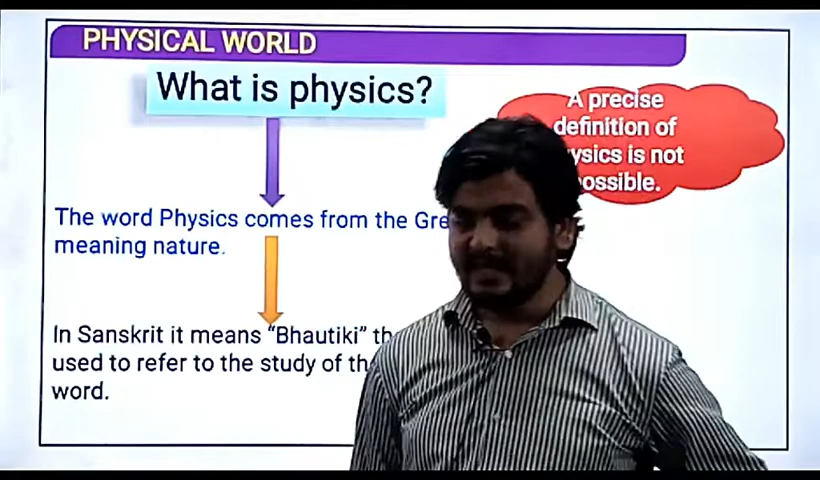 PHYSICAL WORLD
What is physics?
A precise
definition of
is not
The word Physics comes from the
meaning nature.
In Sanskrit it means “Bhautiki”
used to refer to the study of
word.